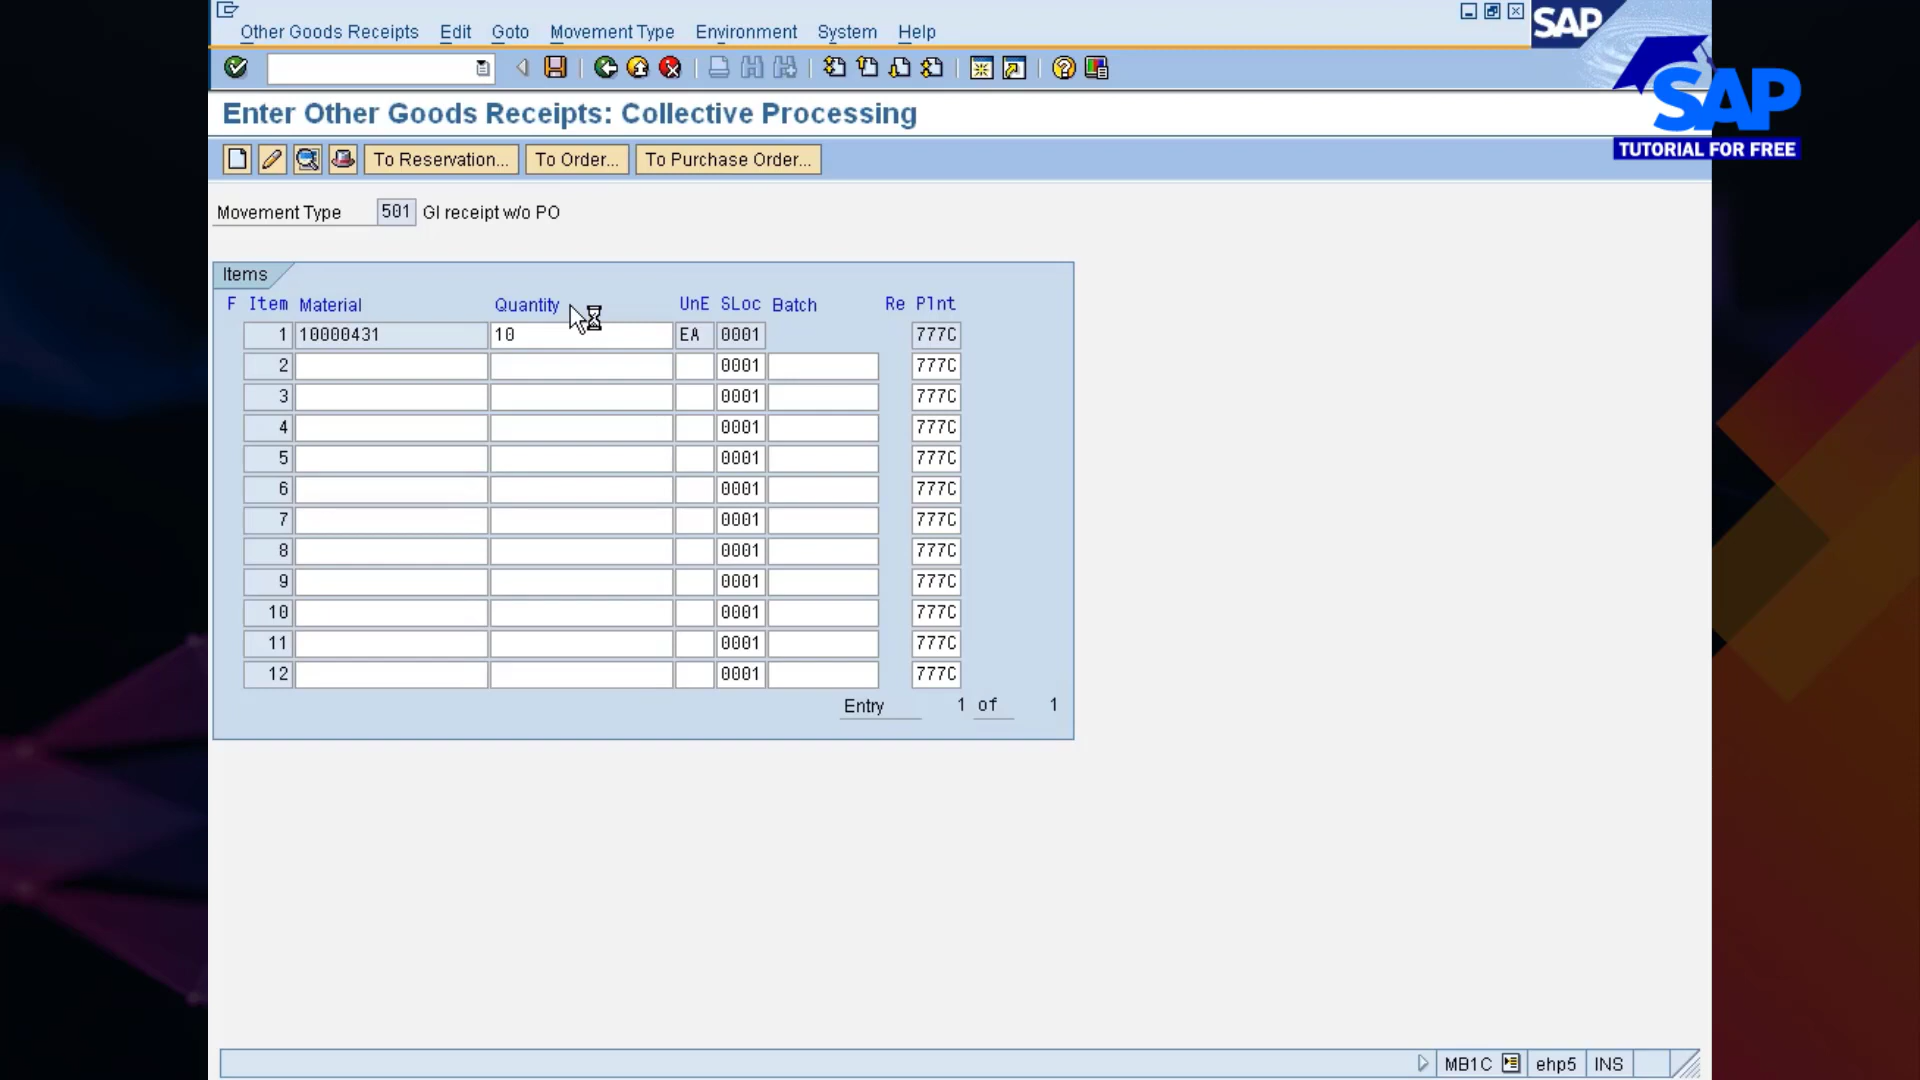 Other Goods Receipts Edit Goto Movement Type Environment System Help
SAP
SAP
TUTORIAL FOR FREE
Enter Other Goods Receipts: Collective Processing
To Reservation... To Order... To Purchase Order...
Movement Type 501 GI receipt w/o PO
Items
F Item Material Quantity UnE SLoc Batch Re Plnt
1 10000431 10 EA 0001 777C
2 0001 777C
3 0001 777C
4 0001 777C
5 0001 777C
6 0001 777C
7 0001 777C
8 0001 777C
9 0001 777C
10 0001 777C
11 0001 777C
12 0001 777C
Entry 1 of 1
MB1C ehp5 INS